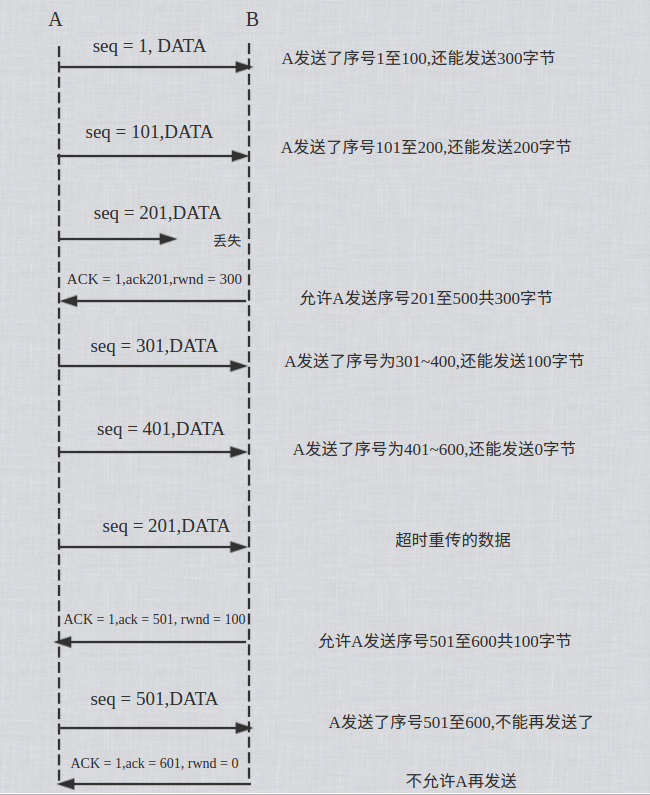 A B
seq = 1, DATA
A发送了序号1至100,还能发送300字节
seq = 101,DATA
A发送了序号101至200,还能发送200字节
seq = 201,DATA
丢失
ACK = 1,ack201,rwnd = 300
允许A发送序号201至500共300字节
seq = 301,DATA
A发送了序号为301~400,还能发送100字节
seq = 401,DATA
A发送了序号为401~600,还能发送0字节
seq = 201,DATA
超时重传的数据
ACK = 1,ack = 501, rwnd = 100
允许A发送序号501至600共100字节
seq = 501,DATA
A发送了序号501至600,不能再发送了
ACK = 1,ack = 601, rwnd = 0
不允许A再发送